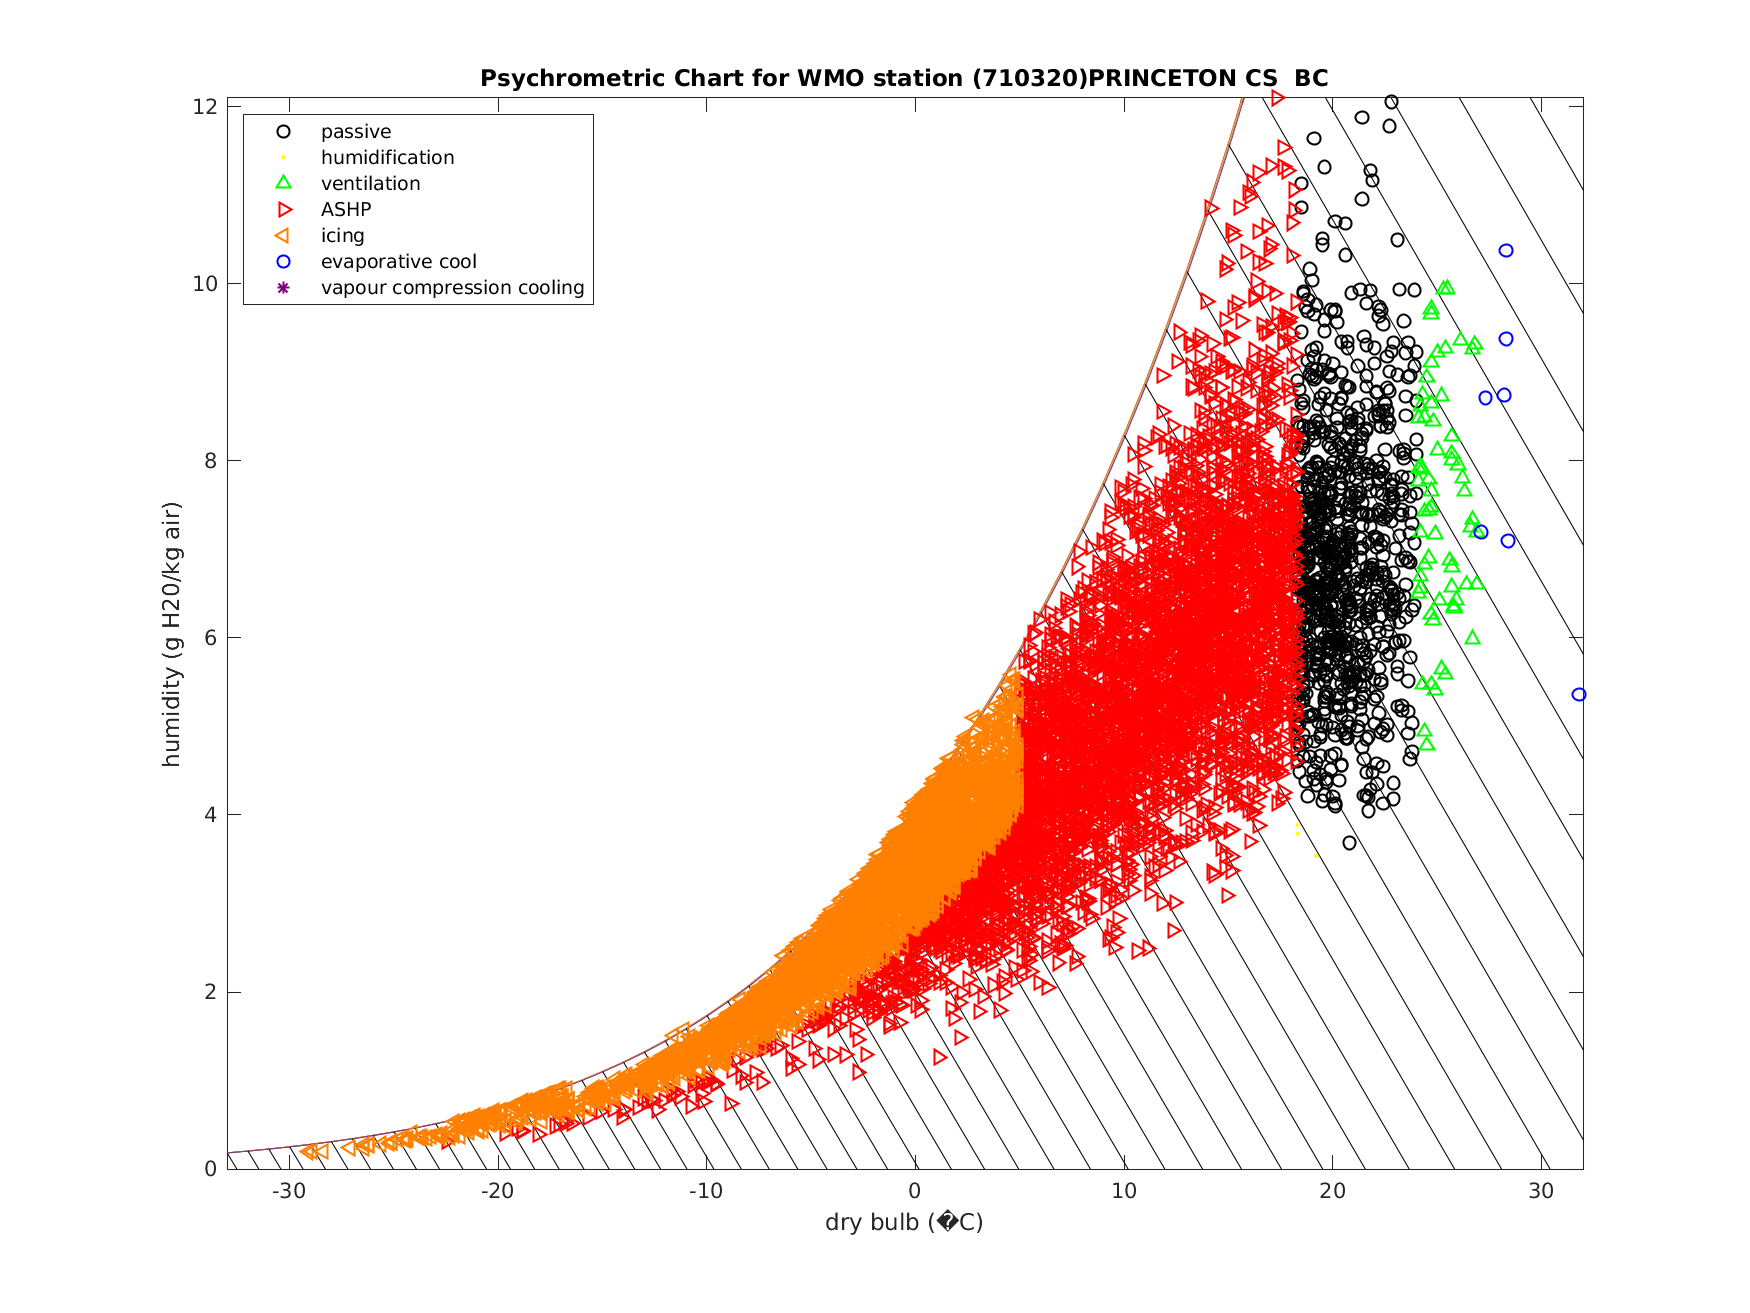 Psychrometric Chart for WMO station (710320)PRINCETON CS  BC
passive
humidification
ventilation
ASHP
icing
evaporative cool
vapour compression cooling
humidity (g H20/kg air)
12
10
8
6
4
2
0
-30 -20 -10 0 10 20 30
dry bulb (�C)